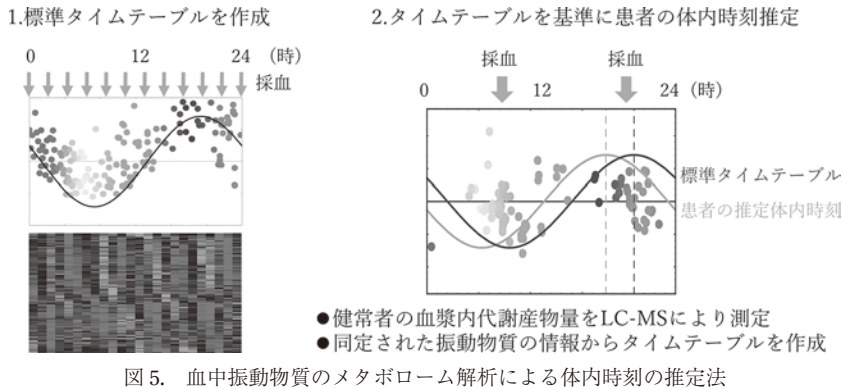 1.標準タイムテーブルを作成
0 12 24 (時)
採血
2.タイムテーブルを基準に患者の体内時刻推定
採血 採血
0 12 24 (時)
標準タイムテーブル
患者の推定体内時刻
●健常者の血漿内代謝産物量をLC-MSにより測定
●同定された振動物質の情報からタイムテーブルを作成
図5. 血中振動物質のメタボローム解析による体内時刻の推定法